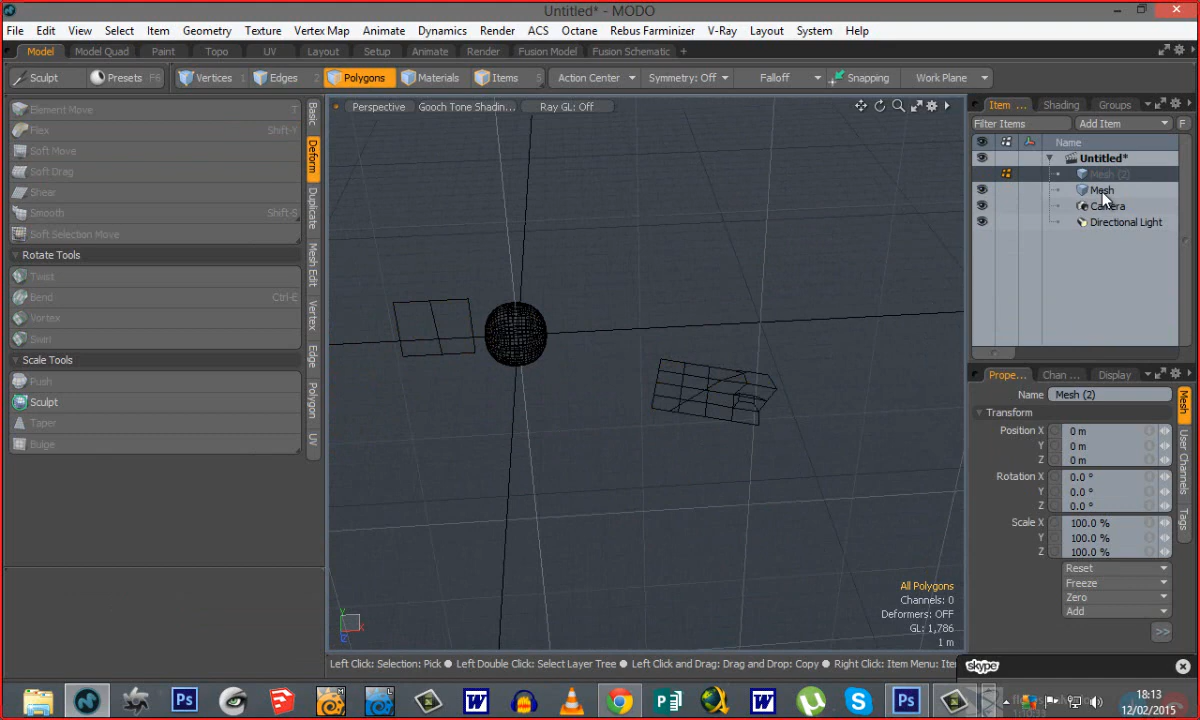 Untitled* - MODO
File Edit View Select Item Geometry Texture Vertex Map Animate Dynamics Render ACS Octane Rebus Farminizer V-Ray Layout System Help
Model Model Quad Paint Topo UV Layout Setup Animate Render Fusion Model Fusion Schematic +
Sculpt Presets F6 Vertices 1 Edges 2 Polygons Materials Items 5 Action Center Symmetry: Off Falloff Snapping Work Plane
Element Move T
Flex Shift-Y
Soft Move
Soft Drag
Shear
Smooth Shift-S
Soft Selection Move
Rotate Tools
Twist
Bend Ctrl-E
Vortex
Swirl
Scale Tools
Push
Sculpt
Taper
Bulge
Basic
Deform
Duplicate
Mesh Edit
Vertex
Edge
Polygon
UV
Perspective Gooch Tone Shadin... Ray GL: Off
All Polygons
Channels: 0
Deformers: OFF
GL: 1,786
1 m
Y
X
Z
Left Click: Selection: Pick ● Left Double Click: Select Layer Tree ● Left Click and Drag: Drag and Drop: Copy ● Right Click: Item Menu: Ite
Item ... Shading Groups
Filter Items Add Item F
Name
Untitled*
Mesh (2)
Mesh
Camera
Directional Light
Prope... Chan ... Display
Name Mesh (2)
Transform
Position X 0 m
Y 0 m
Z 0 m
Rotation X 0.0 °
Y 0.0 °
Z 0.0 °
Scale X 100.0 %
Y 100.0 %
Z 100.0 %
Reset
Freeze
Zero
Add
>>
Mesh
User Channels
Tags
skype
18:13
12/02/2015